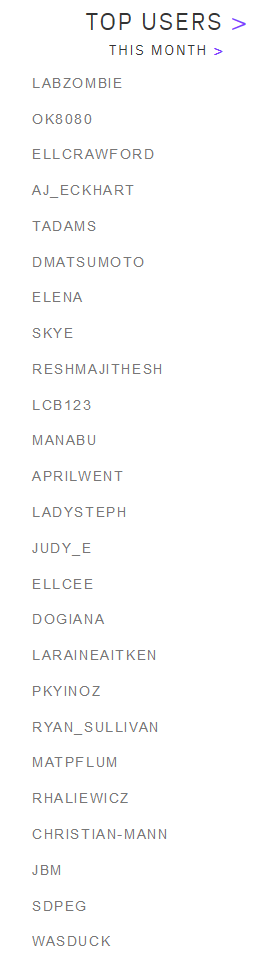 TOP USERS >
THIS MONTH >
LABZOMBIE
OK8080
ELLCRAWFORD
AJ_ECKHART
TADAMS
DMATSUMOTO
ELENA
SKYE
RESHMAJITHESH
LCB123
MANABU
APRILWENT
LADYSTEPH
JUDY_E
ELLCEE
DOGIANA
LARAINEAITKEN
PKYINOZ
RYAN_SULLIVAN
MATPFLUM
RHALIEWICZ
CHRISTIAN-MANN
JBM
SDPEG
WASDUCK